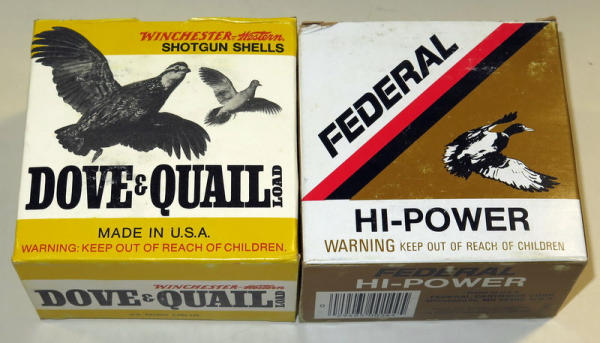 WINCHESTER-Western
SHOTGUN SHELLS
DOVE & QUAIL LOAD
MADE IN U.S.A.
WARNING: KEEP OUT OF REACH OF CHILDREN.
WINCHESTER-Western
DOVE & QUAIL LOAD
FEDERAL
HI-POWER
WARNING KEEP OUT OF REACH OF CHILDREN
FEDERAL
HI-POWER